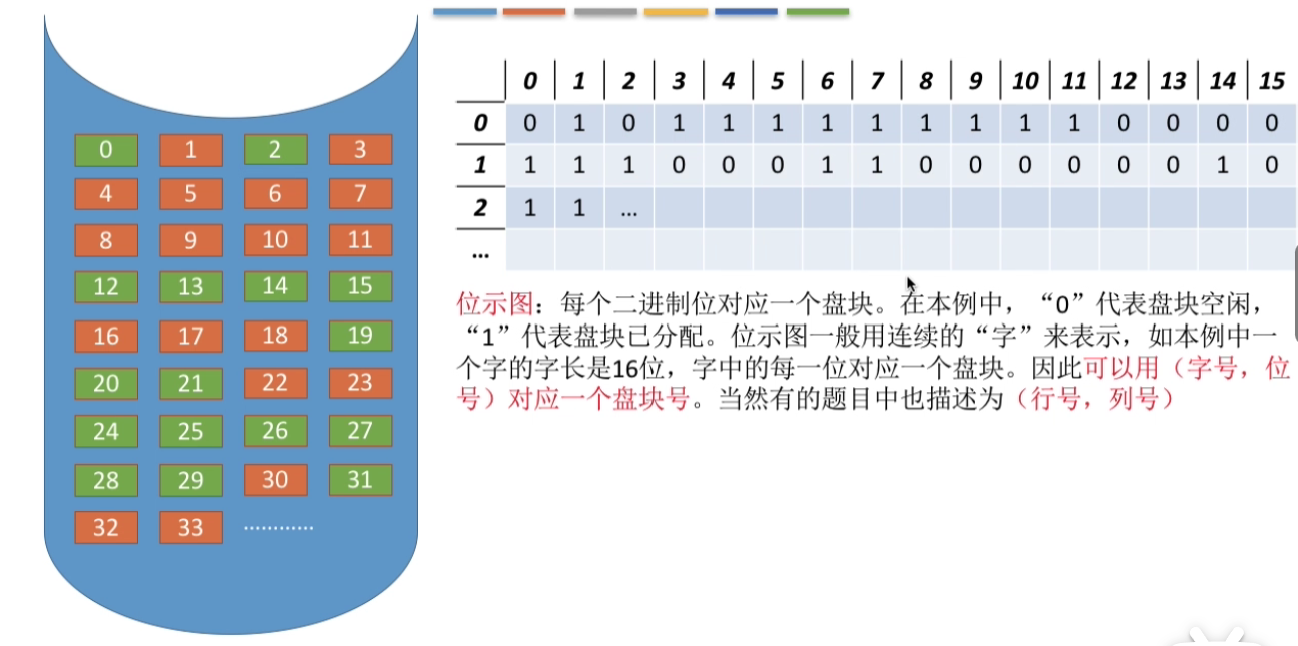 0 1 2 3
4 5 6 7
8 9 10 11
12 13 14 15
16 17 18 19
20 21 22 23
24 25 26 27
28 29 30 31
32 33 …………
0 1 2 3 4 5 6 7 8 9 10 11 12 13 14 15
0 0 1 0 1 1 1 1 1 1 1 1 1 0 0 0 0
1 1 1 1 0 0 0 1 1 0 0 0 0 0 0 1 0
2 1 1 ...
...
位示图：每个二进制位对应一个盘块。在本例中，“0”代表盘块空闲，
“1”代表盘块已分配。位示图一般用连续的“字”来表示，如本例中一
个字的字长是16位，字中的每一位对应一个盘块。因此可以用（字号，位
号）对应一个盘块号。当然有的题目中也描述为（行号，列号）